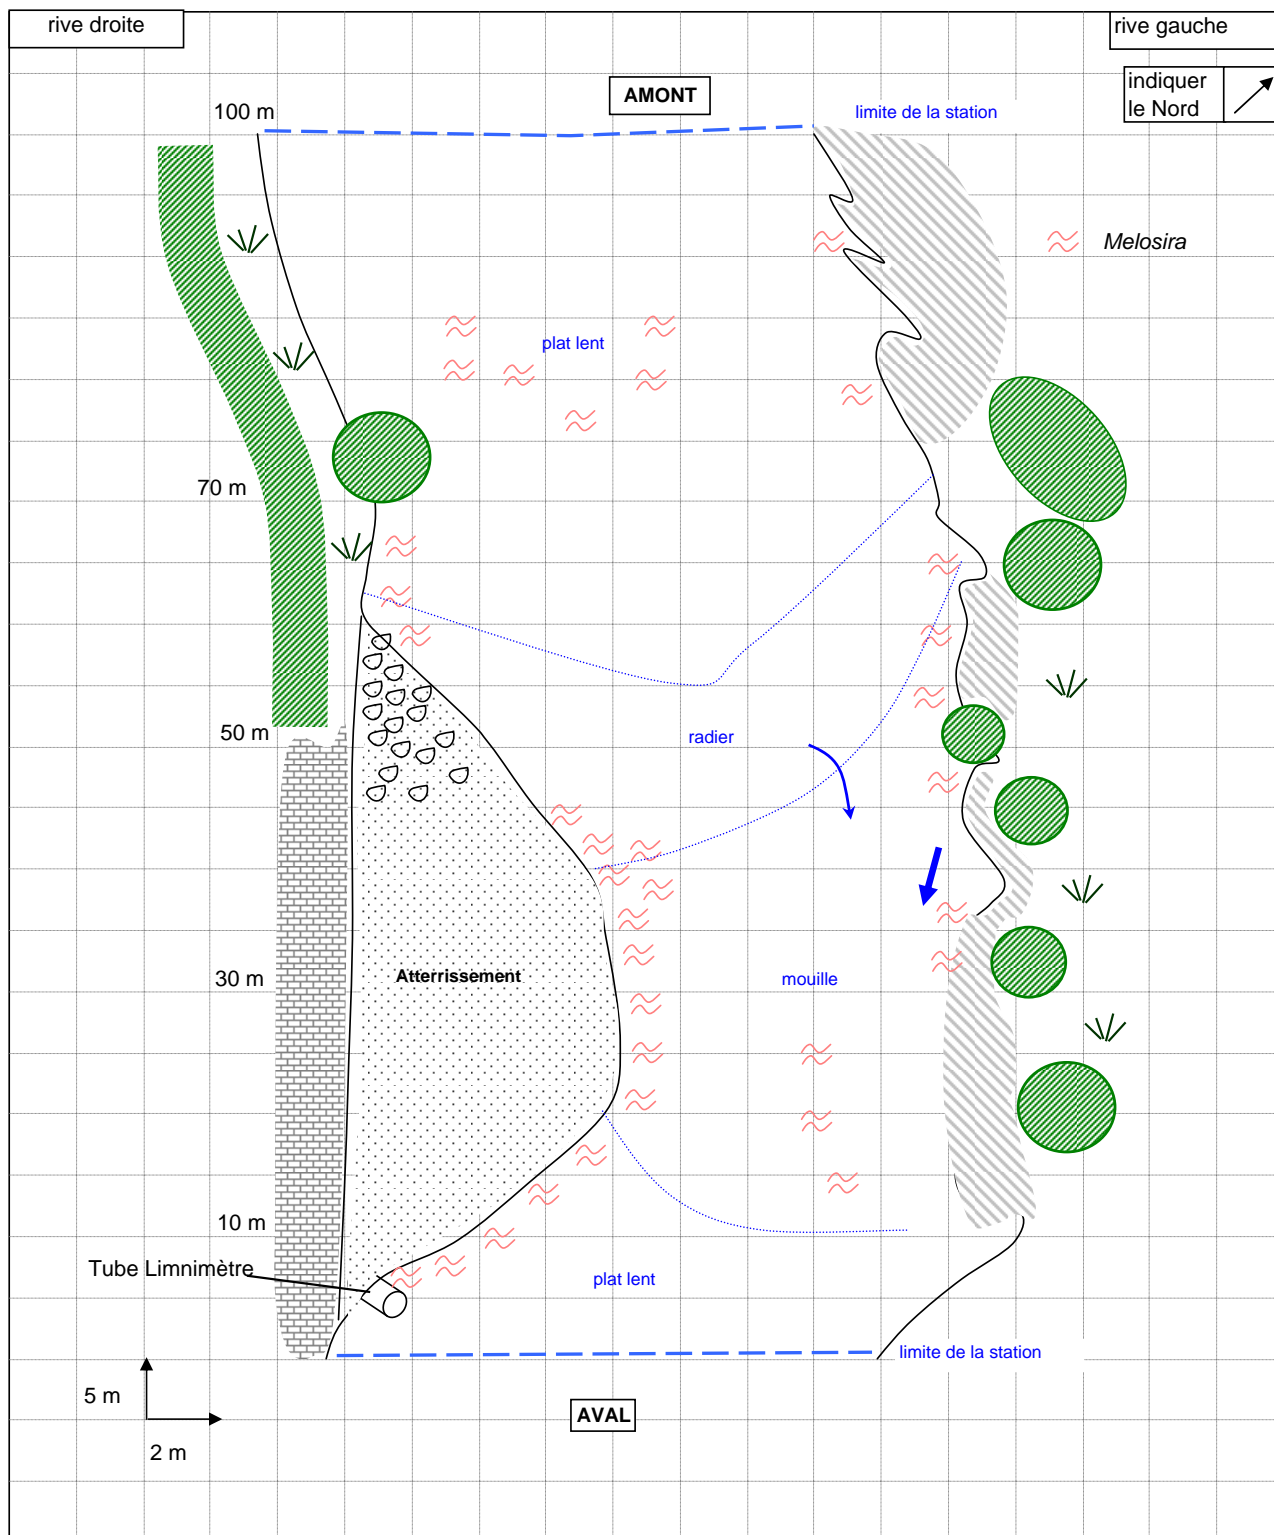 rive droite
rive gauche
indiquer
le Nord
AMONT
100 m
limite de la station
Melosira
plat lent
70 m
50 m
radier
Atterrissement
30 m
mouille
10 m
Tube Limnimètre
plat lent
limite de la station
5 m
AVAL
2 m